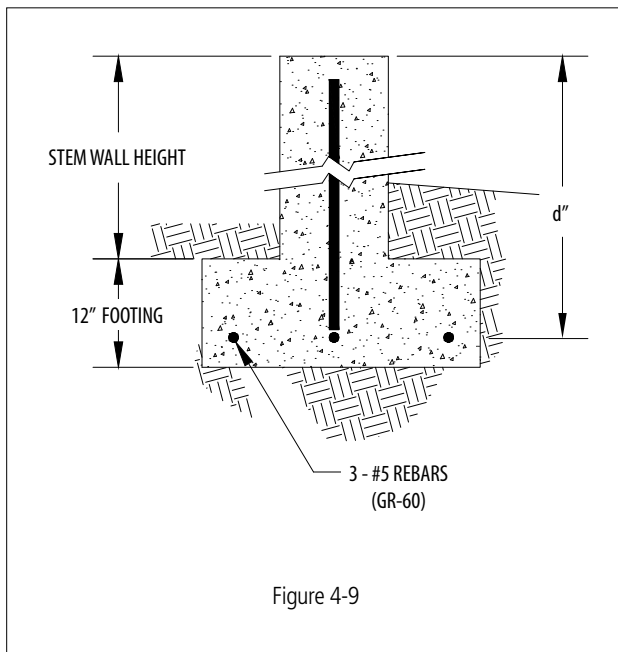 STEM WALL HEIGHT
d"
12" FOOTING
3 - #5 REBARS
(GR-60)
Figure 4-9